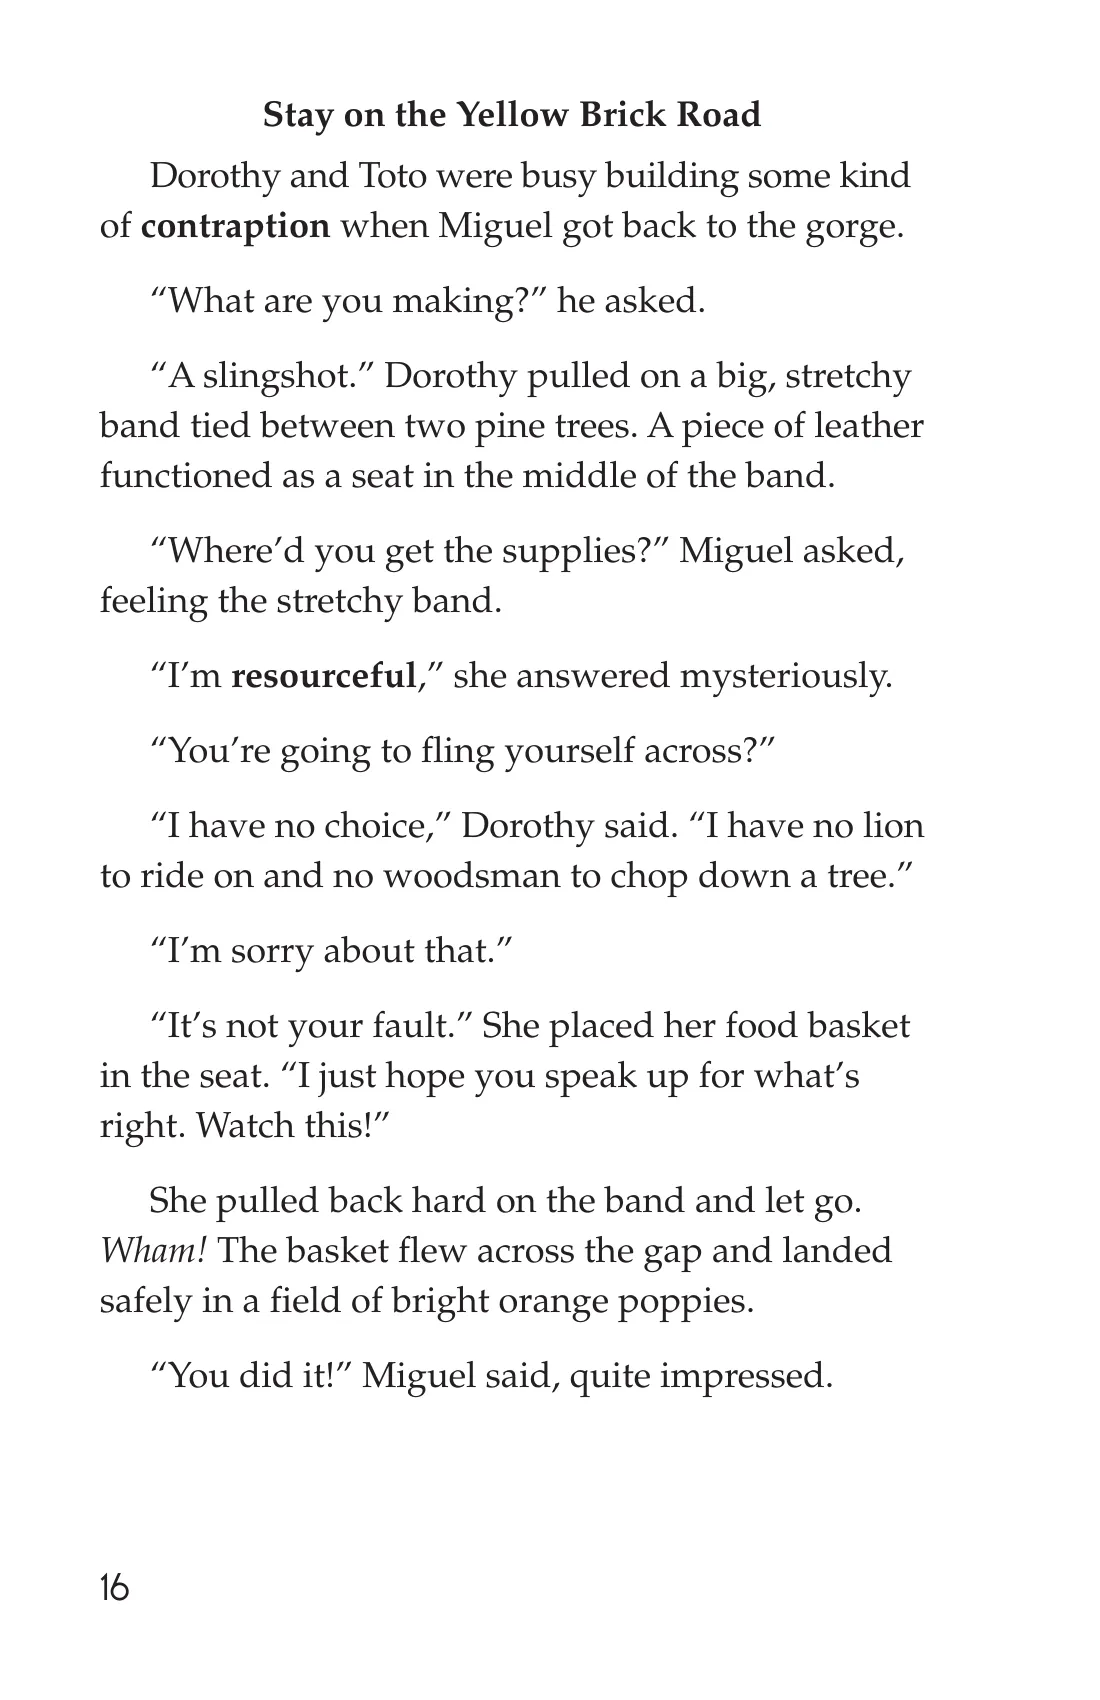 Stay on the Yellow Brick Road
Dorothy and Toto were busy building some kind
of contraption when Miguel got back to the gorge.
“What are you making?” he asked.
“A slingshot.” Dorothy pulled on a big, stretchy
band tied between two pine trees. A piece of leather
functioned as a seat in the middle of the band.
“Where’d you get the supplies?” Miguel asked,
feeling the stretchy band.
“I’m resourceful,” she answered mysteriously.
“You’re going to fling yourself across?”
“I have no choice,” Dorothy said. “I have no lion
to ride on and no woodsman to chop down a tree.”
“I’m sorry about that.”
“It’s not your fault.” She placed her food basket
in the seat. “I just hope you speak up for what’s
right. Watch this!”
She pulled back hard on the band and let go.
Wham! The basket flew across the gap and landed
safely in a field of bright orange poppies.
“You did it!” Miguel said, quite impressed.
16